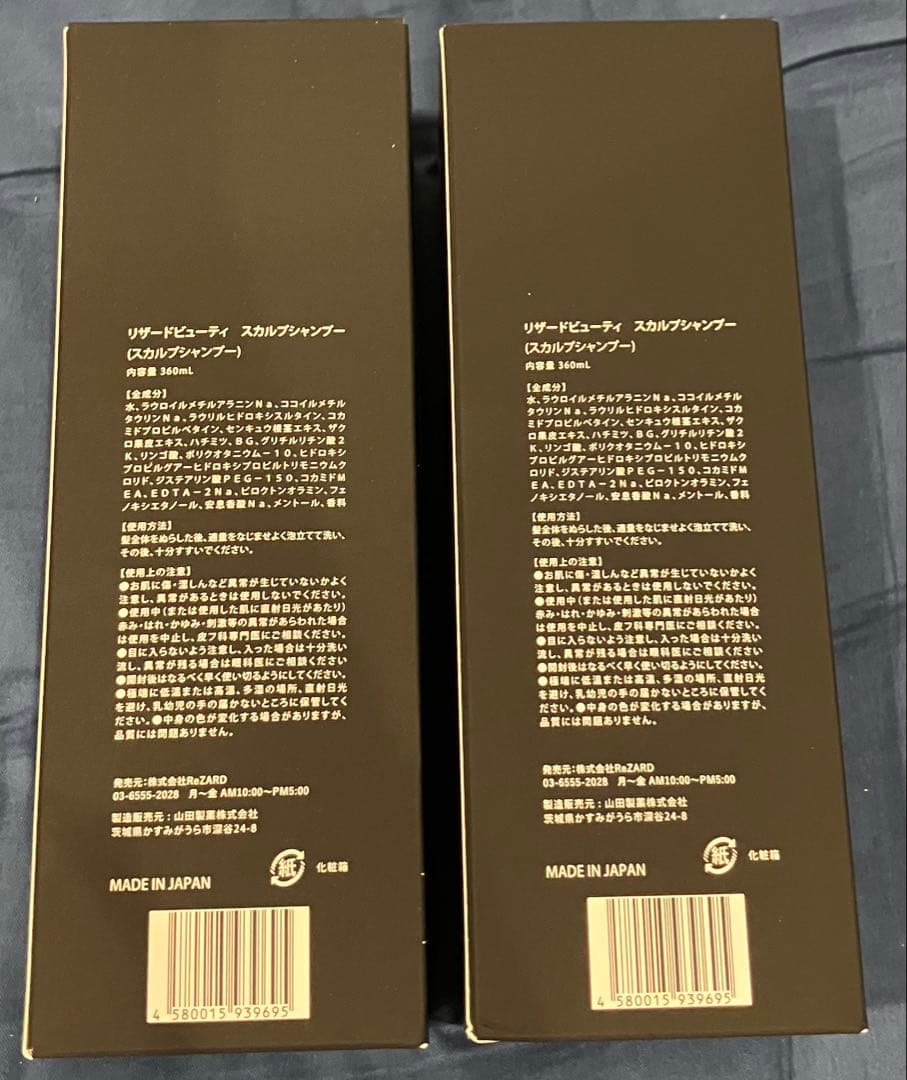 リザードビューティ　スカルプシャンプー
(スカルプシャンプー)
内容量 360mL
【全成分】
水、ラウロイルメチルアラニンNa、ココイルメチル
タウリンNa、ラウリルヒドロキシスルタイン、コカ
ミドプロピルベタイン、センキュウ根茎エキス、ザク
ロ果皮エキス、ハチミツ、BG、グリチルリチン酸2
K、リンゴ酸、ポリクオタニウム－10、ヒドロキシ
プロピルグアーヒドロキシプロピルトリモニウムク
ロリド、ジステアリン酸PEG－150、コカミドM
EA、EDTA－2Na、ピロクトンオラミン、フェ
ノキシエタノール、安息香酸Na、メントール、香料
【使用方法】
髪全体をぬらした後、適量をなじませよく泡立てて洗い、
その後、十分すすいでください。
【使用上の注意】
●お肌に傷・湿しんなど異常が生じていないかよく
注意し、異常があるときは使用しないでください。
●使用中(または使用した肌に直射日光があたり)
赤み・はれ・かゆみ・刺激等の異常があらわれた場合
は使用を中止し、皮フ科専門医にご相談ください。
●目に入らないよう注意し、入った場合は十分洗い
流し、異常が残る場合は眼科医にご相談ください
●開封後はなるべく早く使い切るようにしてください。
●極端に低温または高温、多湿の場所、直射日光
を避け、乳幼児の手の届かないところに保管してく
ださい。●中身の色が変化する場合がありますが、
品質には問題ありません。
発売元：株式会社ReZARD
03-6555-2028　月～金 AM10:00～PM5:00
製造販売元：山田製薬株式会社
茨城県かすみがうら市深谷24-8
紙 化粧箱
MADE IN JAPAN
4 580015 939695
リザードビューティ　スカルプシャンプー
(スカルプシャンプー)
内容量 360mL
【全成分】
水、ラウロイルメチルアラニンNa、ココイルメチル
タウリンNa、ラウリルヒドロキシスルタイン、コカ
ミドプロピルベタイン、センキュウ根茎エキス、ザク
ロ果皮エキス、ハチミツ、BG、グリチルリチン酸2
K、リンゴ酸、ポリクオタニウム－10、ヒドロキシ
プロピルグアーヒドロキシプロピルトリモニウムク
ロリド、ジステアリン酸PEG－150、コカミドM
EA、EDTA－2Na、ピロクトンオラミン、フェ
ノキシエタノール、安息香酸Na、メントール、香料
【使用方法】
髪全体をぬらした後、適量をなじませよく泡立てて洗い、
その後、十分すすいでください。
【使用上の注意】
●お肌に傷・湿しんなど異常が生じていないかよく
注意し、異常があるときは使用しないでください。
●使用中(または使用した肌に直射日光があたり)
赤み・はれ・かゆみ・刺激等の異常があらわれた場合
は使用を中止し、皮フ科専門医にご相談ください。
●目に入らないよう注意し、入った場合は十分洗い
流し、異常が残る場合は眼科医にご相談ください
●開封後はなるべく早く使い切るようにしてください。
●極端に低温または高温、多湿の場所、直射日光
を避け、乳幼児の手の届かないところに保管してく
ださい。●中身の色が変化する場合がありますが、
品質には問題ありません。
発売元：株式会社ReZARD
03-6555-2028　月～金 AM10:00～PM5:00
製造販売元：山田製薬株式会社
茨城県かすみがうら市深谷24-8
紙 化粧箱
MADE IN JAPAN
4 580015 939695